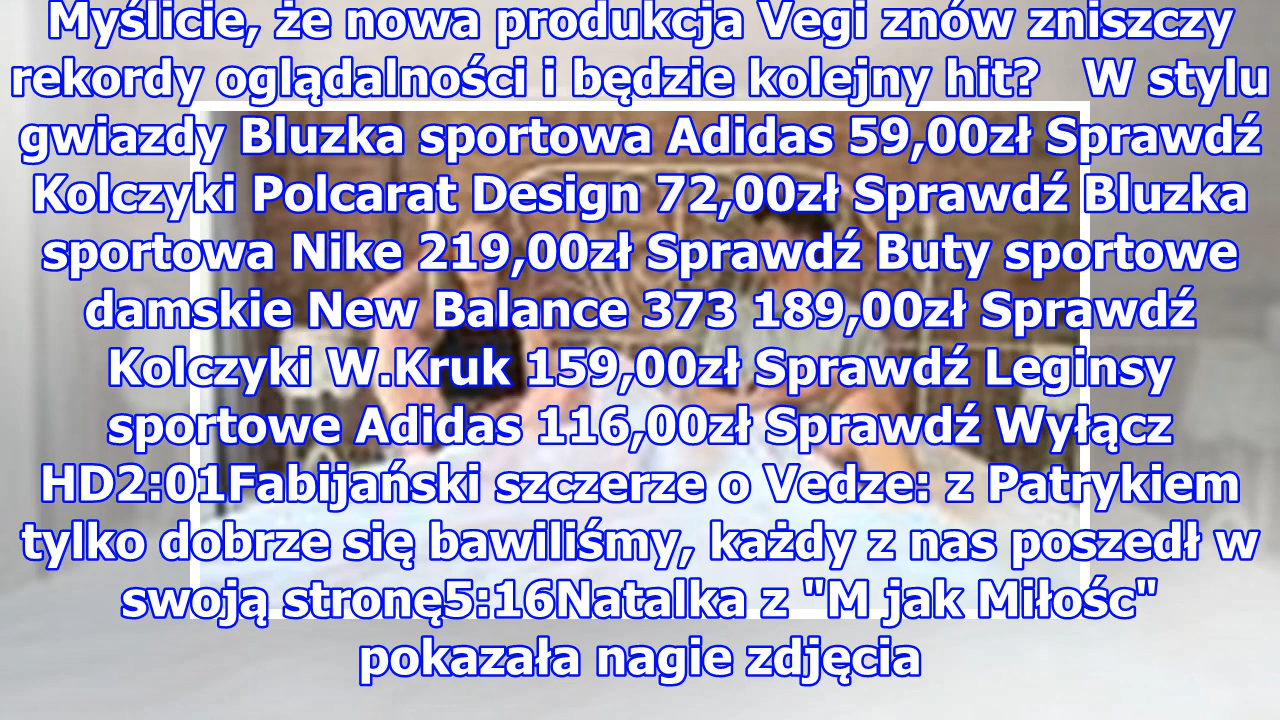 Myślicie, że nowa produkcja Vegi znów zniszczy
rekordy oglądalności i będzie kolejny hit?   W stylu
gwiazdy Bluzka sportowa Adidas 59,00zł Sprawdź
Kolczyki Polcarat Design 72,00zł Sprawdź Bluzka
sportowa Nike 219,00zł Sprawdź Buty sportowe
damskie New Balance 373 189,00zł Sprawdź
Kolczyki W.Kruk 159,00zł Sprawdź Leginsy
sportowe Adidas 116,00zł Sprawdź Wyłącz
HD2:01Fabijański szczerze o Vedze: z Patrykiem
tylko dobrze się bawiliśmy, każdy z nas poszedł w
swoją stronę5:16Natalka z "M jak Miłośc"
pokazała nagie zdjęcia